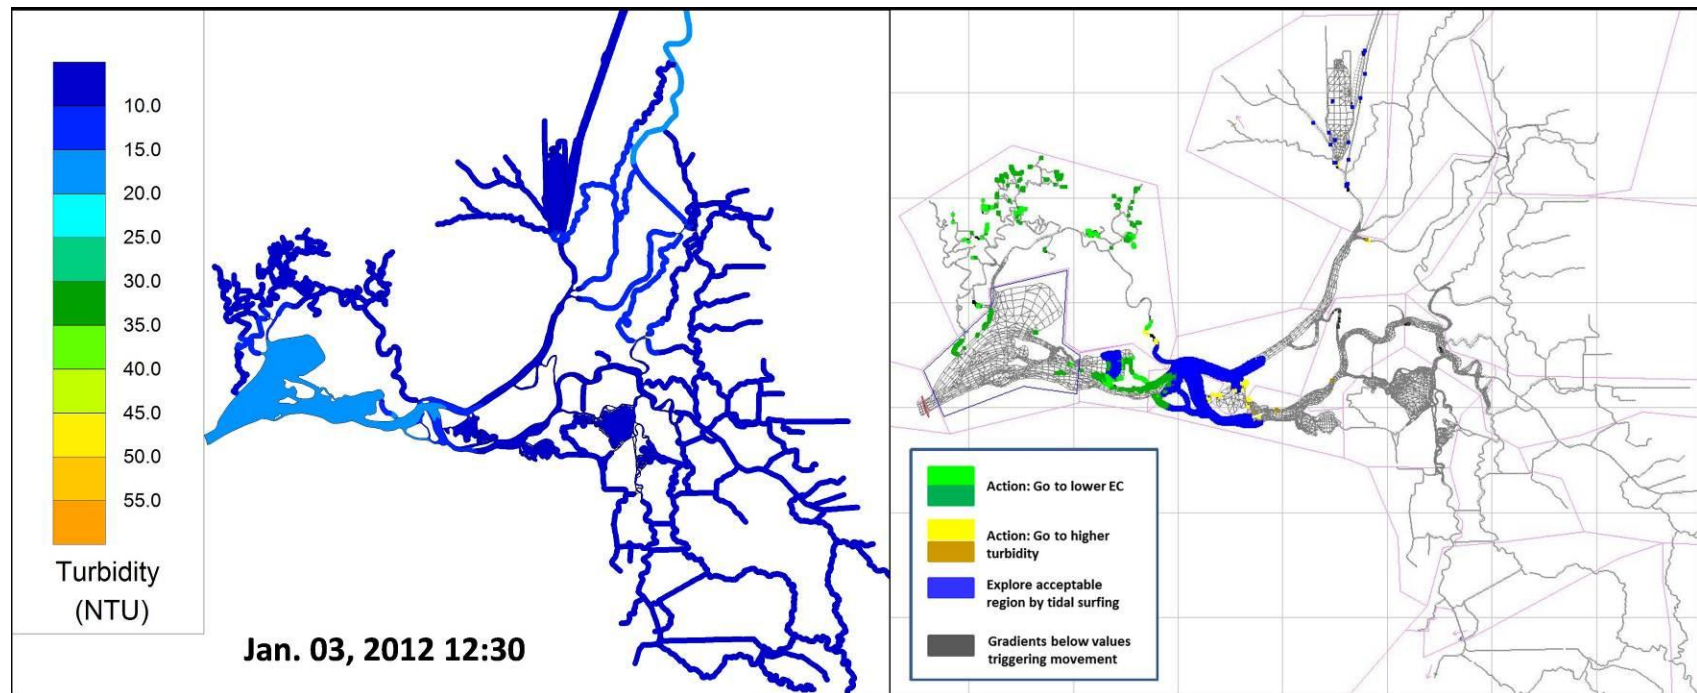 10.0
15.0
20.0
25.0
30.0
35.0
40.0
45.0
50.0
55.0
Turbidity
(NTU)
Jan. 03, 2012 12:30
Action: Go to lower EC
Action: Go to higher
turbidity
Explore acceptable
region by tidal surfing
Gradients below values
triggering movement